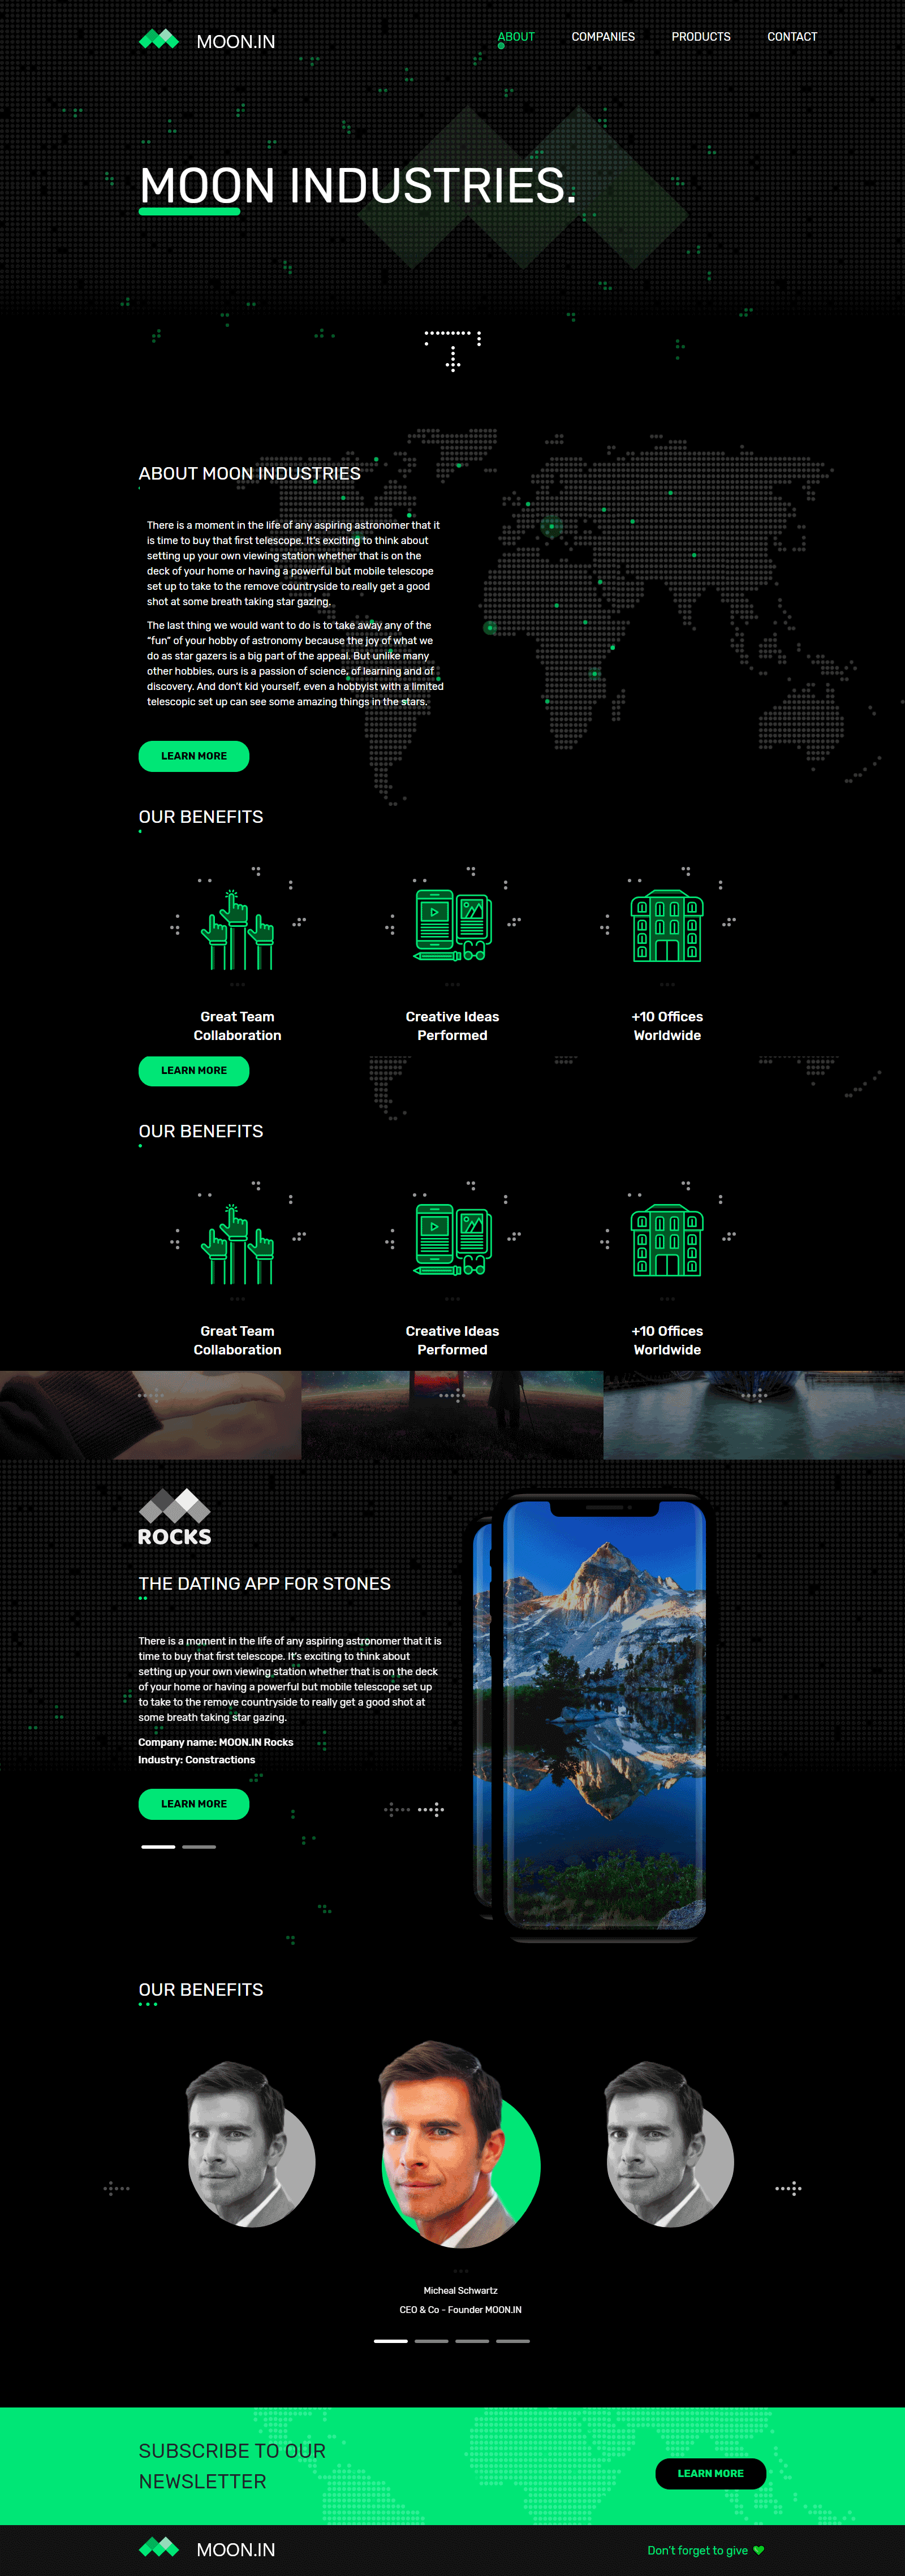 MOON.IN
ABOUT COMPANIES PRODUCTS CONTACT
MOON INDUSTRIES.
ABOUT MOON INDUSTRIES
There is a moment in the life of any aspiring astronomer that it
is time to buy that first telescope. It's exciting to think about
setting up your own viewing station whether that is on the
deck of your home or having a powerful but mobile telescope
set up to take to the remove countryside to really get a good
shot at some breath taking star gazing.
The last thing we would want to do is to take away any of the
“fun” of your hobby of astronomy because the joy of what we
do as star gazers is a big part of the appeal. But unlike many
other hobbies, ours is a passion of science, of learning and of
discovery. And don't kid yourself, even a hobbyist with a limited
telescopic set up can see some amazing things in the stars.
LEARN MORE
OUR BENEFITS
Great Team
Collaboration
Creative Ideas
Performed
+10 Offices
Worldwide
LEARN MORE
OUR BENEFITS
Great Team
Collaboration
Creative Ideas
Performed
+10 Offices
Worldwide
ROCKS
THE DATING APP FOR STONES
There is a moment in the life of any aspiring astronomer that it is
time to buy that first telescope. It's exciting to think about
setting up your own viewing station whether that is on the deck
of your home or having a powerful but mobile telescope set up
to take to the remove countryside to really get a good shot at
some breath taking star gazing.
Company name: MOON.IN Rocks
Industry: Constractions
LEARN MORE
OUR BENEFITS
Micheal Schwartz
CEO & Co - Founder MOON.IN
SUBSCRIBE TO OUR
NEWSLETTER
LEARN MORE
MOON.IN
Don't forget to give